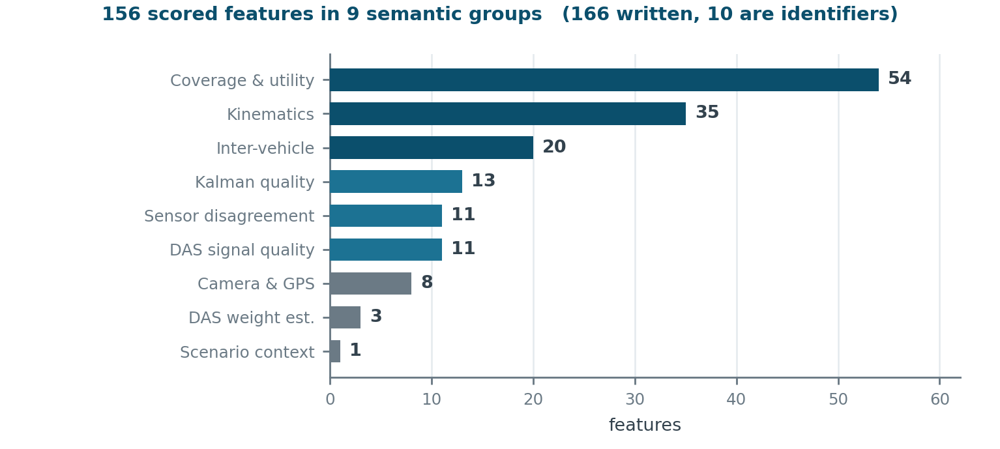 156 scored features in 9 semantic groups   (166 written, 10 are identifiers)
Coverage & utility 54
Kinematics 35
Inter-vehicle 20
Kalman quality 13
Sensor disagreement 11
DAS signal quality 11
Camera & GPS 8
DAS weight est. 3
Scenario context 1
0 10 20 30 40 50 60
features